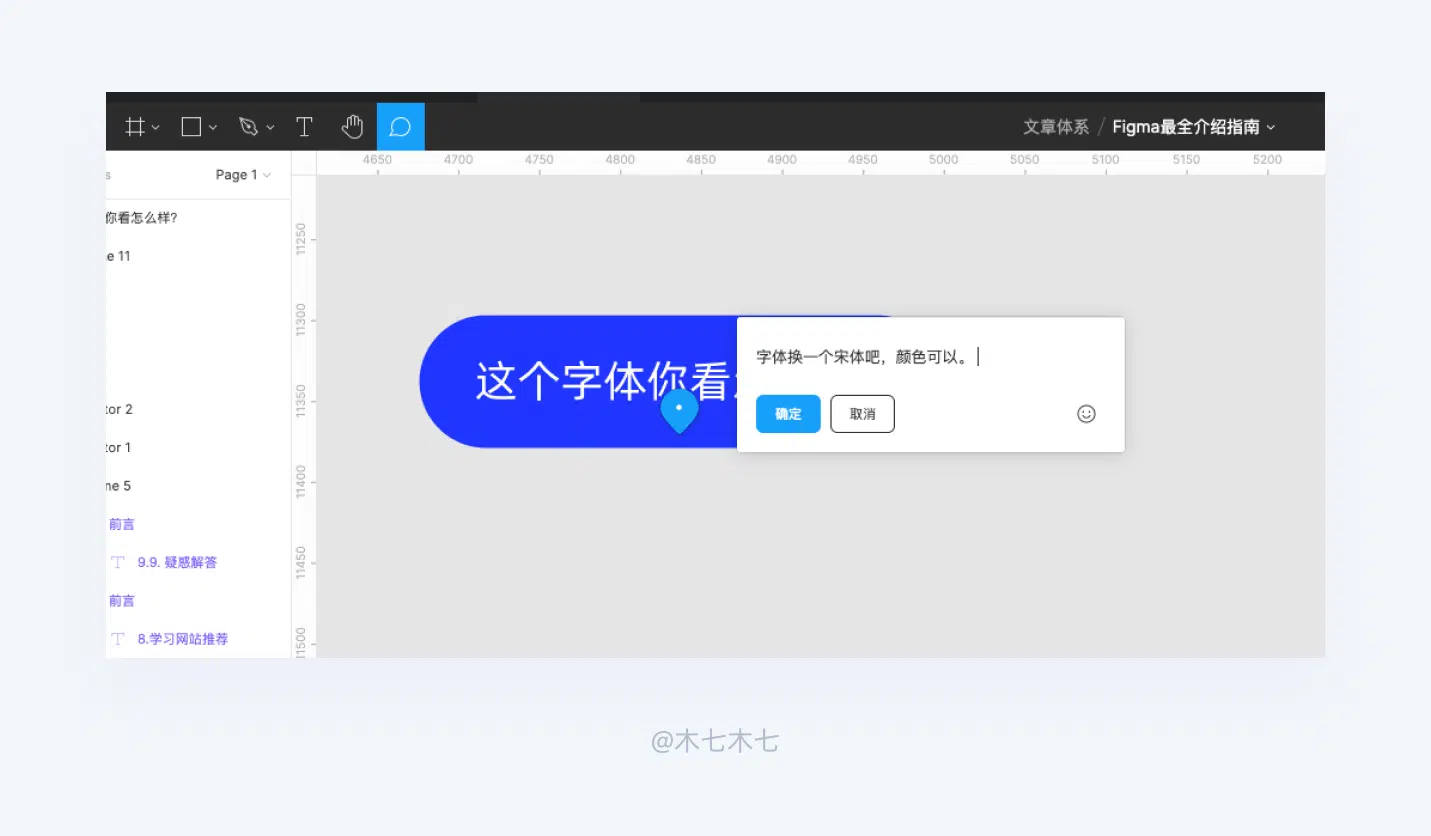 文章体系 / Figma最全介绍指南
Page 1
4650 4700 4750 4800 4850 4900 4950 5000 5050 5100 5150 5200
你看怎么样?
e 11
tor 2
tor 1
ne 5
前言
9.9. 疑惑解答
前言
8.学习网站推荐
11250
11300
11350
11400
11450
11500
这个字体你看
字体换一个宋体吧，颜色可以。
确定 取消
@木七木七